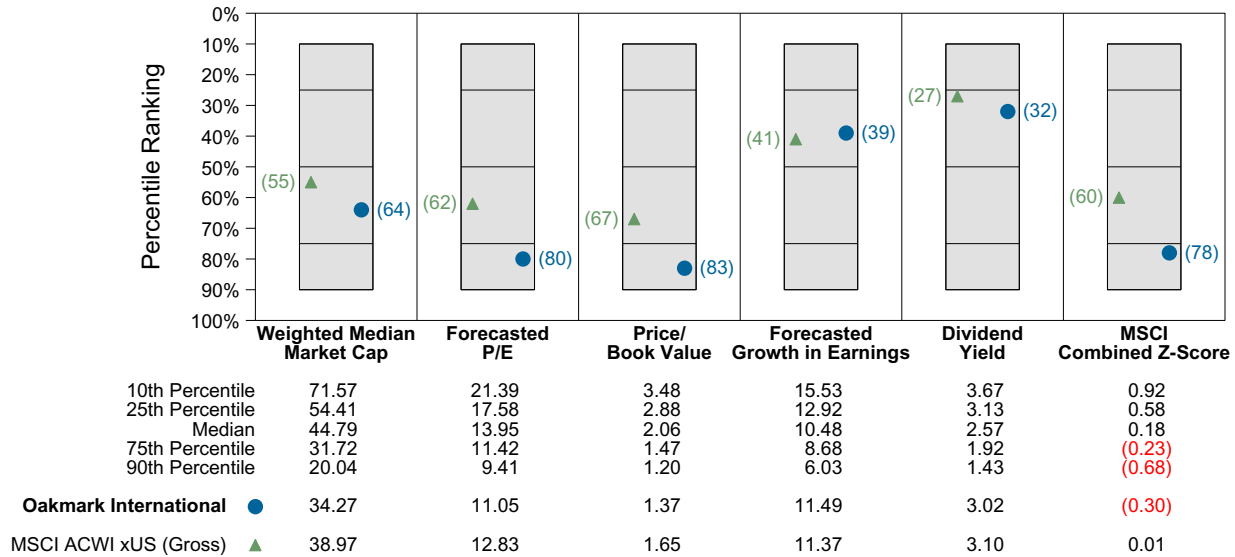 Percentile Ranking
0%
10%
20%
30%
40%
50%
60%
70%
80%
90%
100%
(55) (64)
(62) (80)
(67) (83)
(41) (39)
(27) (32)
(60) (78)
Weighted Median Market Cap
Forecasted P/E
Price/ Book Value
Forecasted Growth in Earnings
Dividend Yield
MSCI Combined Z-Score
10th Percentile 71.57 21.39 3.48 15.53 3.67 0.92
25th Percentile 54.41 17.58 2.88 12.92 3.13 0.58
Median 44.79 13.95 2.06 10.48 2.57 0.18
75th Percentile 31.72 11.42 1.47 8.68 1.92 (0.23)
90th Percentile 20.04 9.41 1.20 6.03 1.43 (0.68)
Oakmark International 34.27 11.05 1.37 11.49 3.02 (0.30)
MSCI ACWI xUS (Gross) 38.97 12.83 1.65 11.37 3.10 0.01